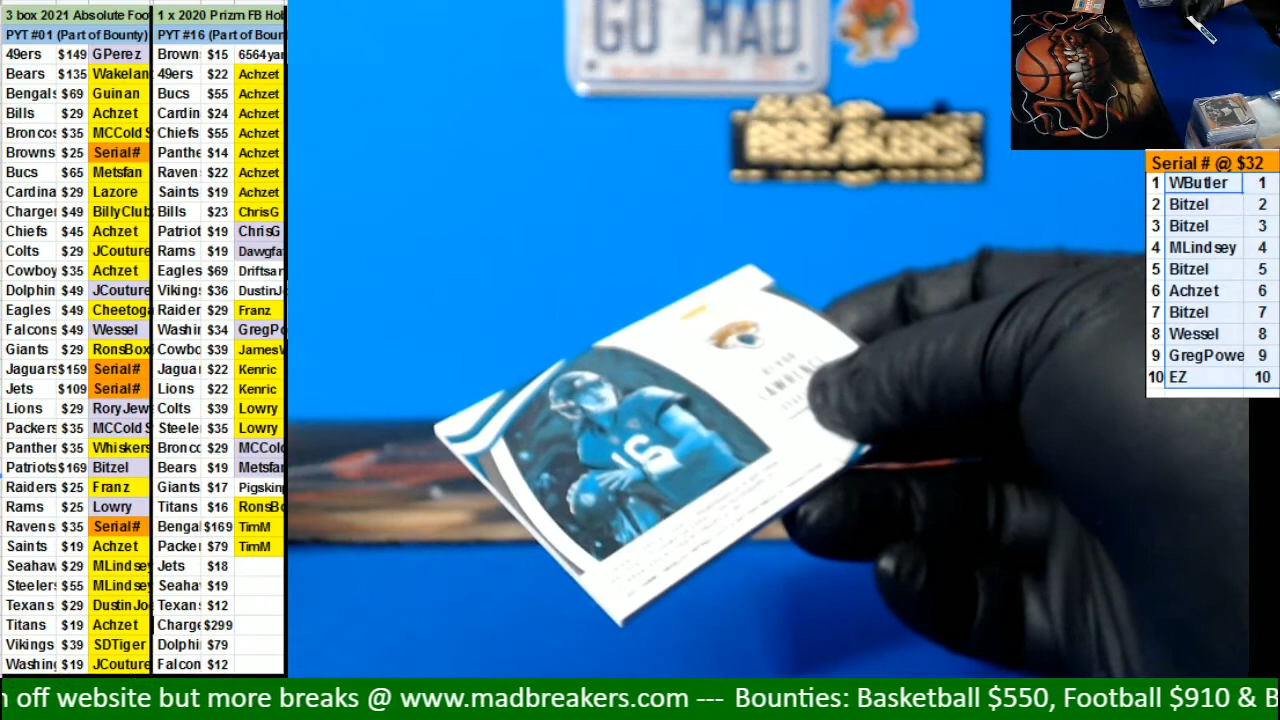 3 box 2021 Absolute Foo 1 x 2020 Prizm FB Hol
PYT #01 (Part of Bounty) PYT #16 (Part of Boun
49ers $149 GPerez Brown $15 6564yar
Bears $135 Wakelan 49ers $22 Achzet
Bengals $69 Guinan Bucs $55 Achzet
Bills $29 Achzet Cardin $24 Achzet
Broncos $35 MCCold S Chiefs $55 Achzet
Browns $25 Serial# Panthe $14 Achzet
Bucs $65 Metsfan Raven $22 Achzet
Cardina $29 Lazore Saints $19 Achzet
Charger $49 BillyClub Bills $23 ChrisG
Chiefs $45 Achzet Patriot $19 ChrisG
Colts $29 JCouture Rams $19 Dawgfa
Cowboy $35 Achzet Eagles $69 Driftsar
Dolphin $49 JCouture Viking $36 DustinJ
Eagles $49 Cheetoga Raider $29 Franz
Falcons $49 Wessel Washi $34 GregPo
Giants $29 RonsBox Cowbo $39 JamesW
Jaguars $159 Serial# Jagua $22 Kenric
Jets $109 Serial# Lions $22 Kenric
Lions $29 RoryJew Colts $39 Lowry
Packers $35 MCCold S Steele $35 Lowry
Panther $35 Whiskers Bronco $29 MCCold
Patriots $169 Bitzel Bears $19 Metsfan
Raiders $25 Franz Giants $17 Pigskin
Rams $25 Lowry Titans $16 RonsBo
Ravens $35 Serial# Benga $169 TimM
Saints $19 Achzet Packe $79 TimM
Seahaw $29 MLindsey Jets $18
Steelers $55 MLindsey Seaha $19
Texans $29 DustinJoe Texan $12
Titans $19 Achzet Charg $299
Vikings $39 SDTiger Dolphi $79
Washing $19 JCouture Falcon $12
GO MAD
BREAKERS
LAWRENCE
16
Serial # @ $32
1 WButler 1
2 Bitzel 2
3 Bitzel 3
4 MLindsey 4
5 Bitzel 5
6 Achzet 6
7 Bitzel 7
8 Wessel 8
9 GregPowe 9
10 EZ 10
n off website but more breaks @ www.madbreakers.com --- Bounties: Basketball $550, Football $910 & B